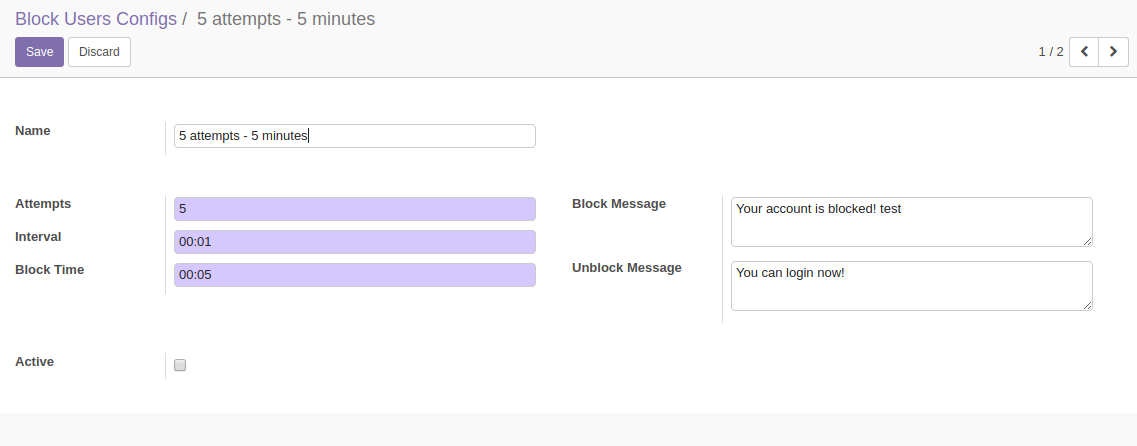 Block Users Configs / 5 attempts - 5 minutes
Save Discard 1 / 2
Name 5 attempts - 5 minutes
Attempts 5 Block Message Your account is blocked! test
Interval 00:01
Block Time 00:05 Unblock Message You can login now!
Active